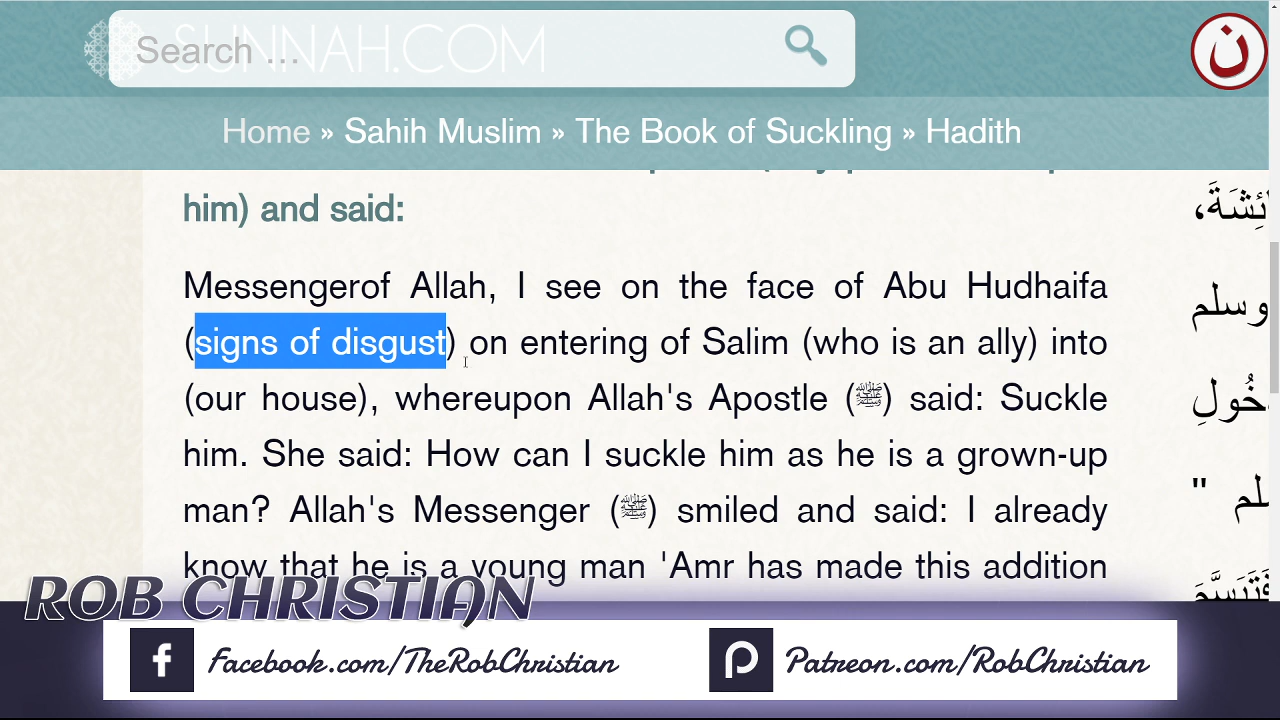 Search ...
SUNNAH.COM
ن
Home » Sahih Muslim » The Book of Suckling » Hadith
him) and said:
Messengerof Allah, I see on the face of Abu Hudhaifa
(signs of disgust) on entering of Salim (who is an ally) into
(our house), whereupon Allah's Apostle (ﷺ) said: Suckle
him. She said: How can I suckle him as he is a grown-up
man? Allah's Messenger (ﷺ) smiled and said: I already
know that he is a young man 'Amr has made this addition
وسلم
ROB CHRISTIAN
f
Facebook.com/TheRobChristian
Patreon.com/RobChristian